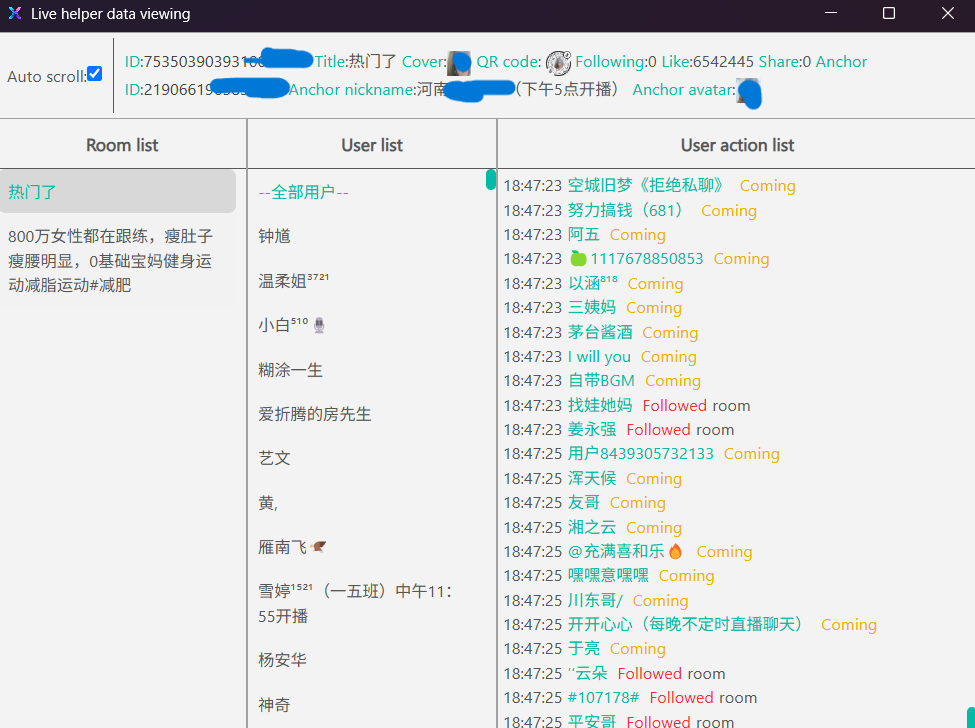 Live helper data viewing
Auto scroll:
ID:7535039039310 Title:热门了 Cover: QR code: Following:0 Like:6542445 Share:0 Anchor
ID:219066196 Anchor nickname:河南 (下午5点开播） Anchor avatar:
Room list
User list
User action list
热门了
800万女性都在跟练，瘦肚子
瘦腰明显，0基础宝妈健身运
动减脂运动#减肥
--全部用户--
钟馗
温柔姐³⁷²¹
小白⁵¹⁰
糊涂一生
爱折腾的房先生
艺文
黄,
雁南飞
雪婷¹⁵²¹（一五班）中午11：
55开播
杨安华
神奇
18:47:23 空城旧梦《拒绝私聊》 Coming
18:47:23 努力搞钱（681） Coming
18:47:23 阿五 Coming
18:47:23 🍏1117678850853 Coming
18:47:23 以涵⁸¹⁸ Coming
18:47:23 三姨妈 Coming
18:47:23 茅台酱酒 Coming
18:47:23 I will you Coming
18:47:23 自带BGM Coming
18:47:23 找娃她妈 Followed room
18:47:23 姜永强 Followed room
18:47:25 用户8439305732133 Coming
18:47:25 浑天候 Coming
18:47:25 友哥 Coming
18:47:25 湘之云 Coming
18:47:25 @充满喜和乐🔥 Coming
18:47:25 嘿嘿意嘿嘿 Coming
18:47:25 川东哥/ Coming
18:47:25 开开心心（每晚不定时直播聊天） Coming
18:47:25 于亮 Coming
18:47:25 ‘‘云朵 Followed room
18:47:25 #107178# Followed room
18:47:25 平安哥 Followed room